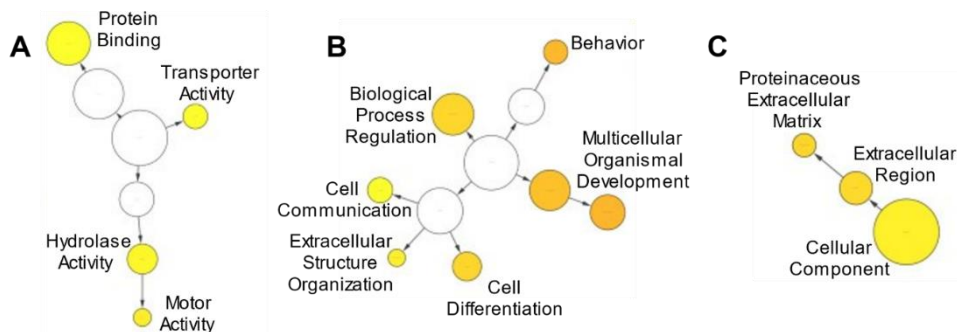 A
Protein
Binding
Transporter
Activity
Hydrolase
Activity
Motor
Activity
B
Behavior
Biological
Process
Regulation
Multicellular
Organismal
Development
Cell
Communication
Extracellular
Structure
Organization
Cell
Differentiation
C
Proteinaceous
Extracellular
Matrix
Extracellular
Region
Cellular
Component